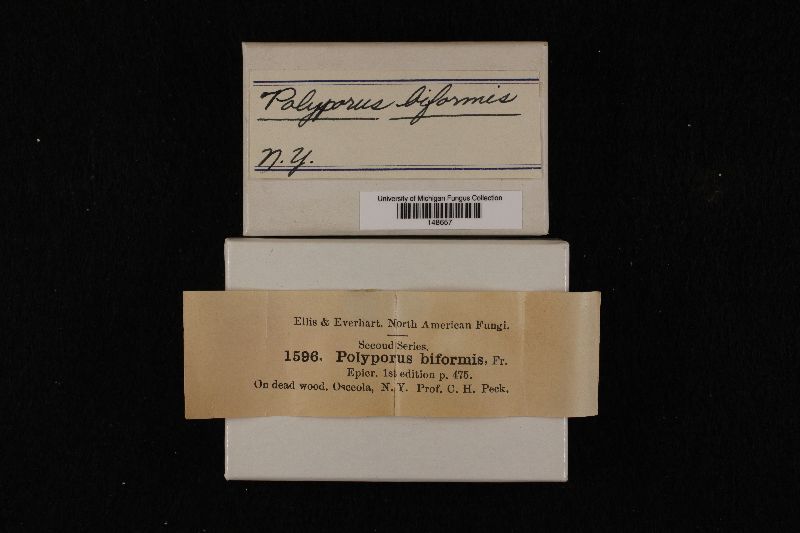 Polyporus biformis
N.Y.
University of Michigan Fungus Collection
148657
Ellis & Everhart. North American Fungi.
Second Series.
1596. Polyporus biformis, Fr.
Epicr. 1st edition p. 475.
On dead wood. Osceola, N. Y. Prof. C. H. Peck.